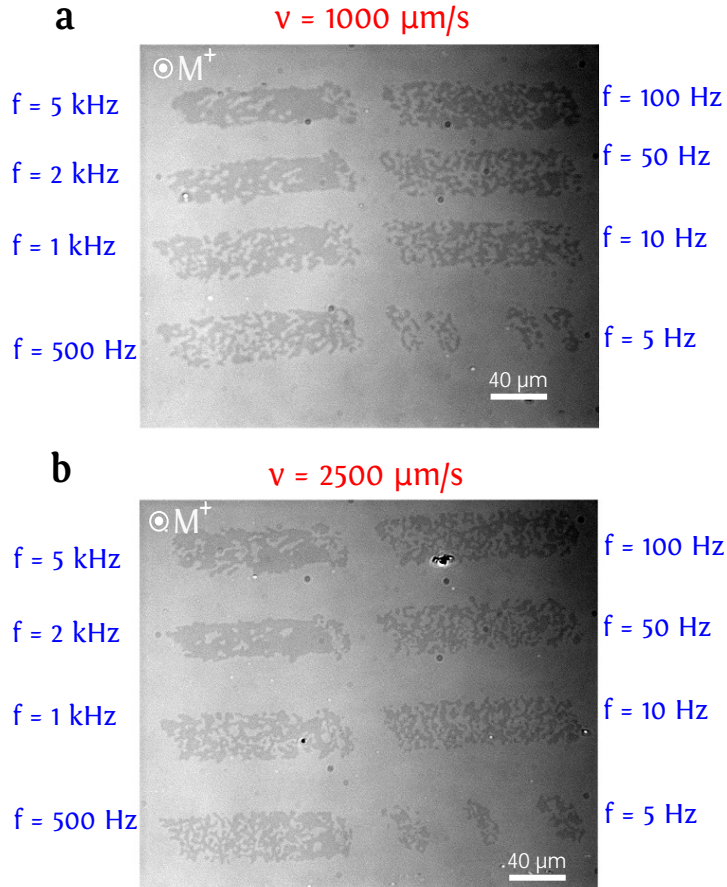 a
ν = 1000 µm/s
⊙M⁺
f = 5 kHz
f = 100 Hz
f = 2 kHz
f = 50 Hz
f = 1 kHz
f = 10 Hz
f = 500 Hz
f = 5 Hz
40 µm
b
ν = 2500 µm/s
⊙M⁺
f = 5 kHz
f = 100 Hz
f = 2 kHz
f = 50 Hz
f = 1 kHz
f = 10 Hz
f = 500 Hz
f = 5 Hz
40 µm